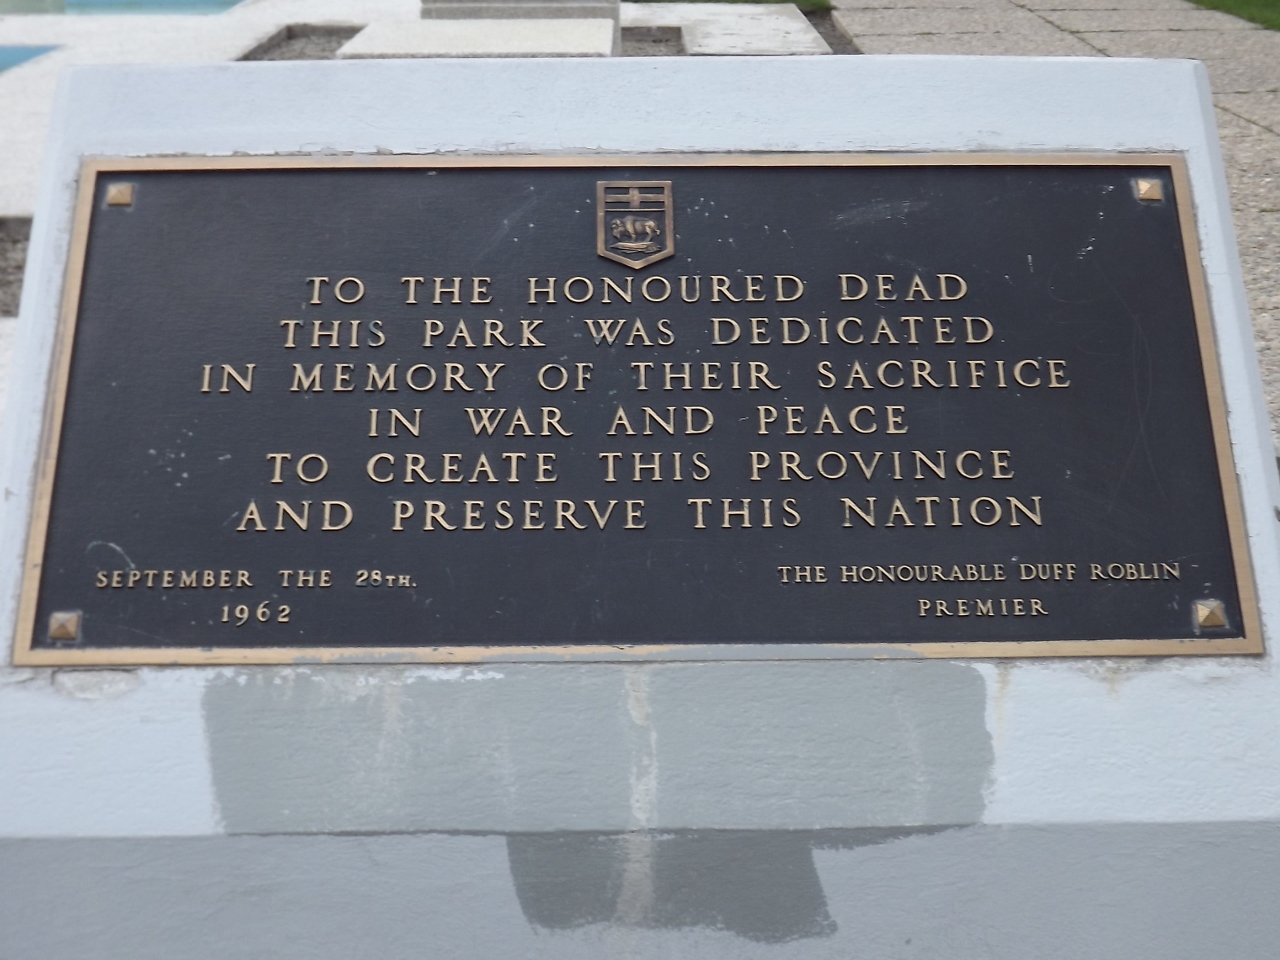 TO THE HONOURED DEAD
THIS PARK WAS DEDICATED
IN MEMORY OF THEIR SACRIFICE
IN WAR AND PEACE
TO CREATE THIS PROVINCE
AND PRESERVE THIS NATION
SEPTEMBER THE 28TH.
1962
THE HONOURABLE DUFF ROBLIN
PREMIER